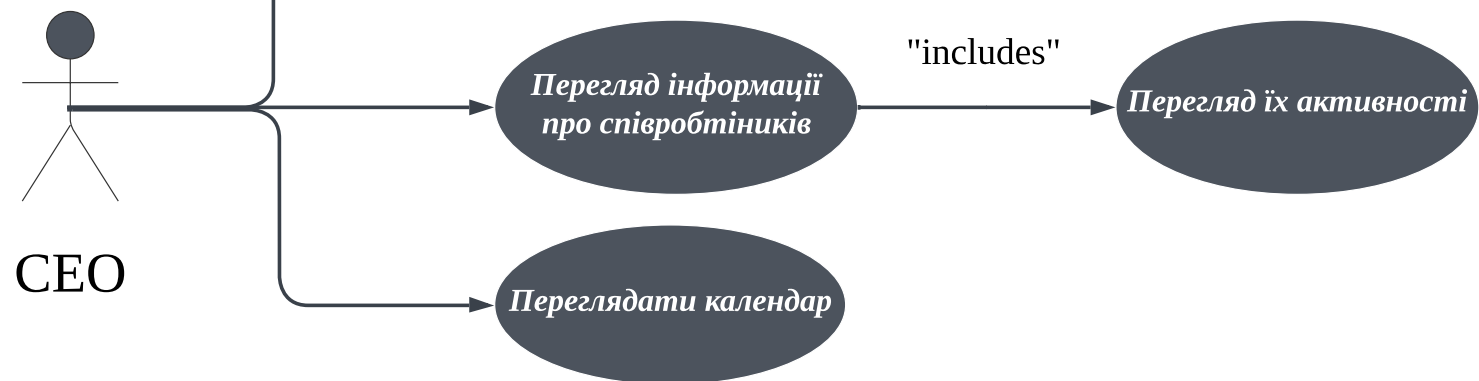 "includes"
Перегляд інформації
про співробтіників
Перегляд їх активності
CEO
Переглядати календар